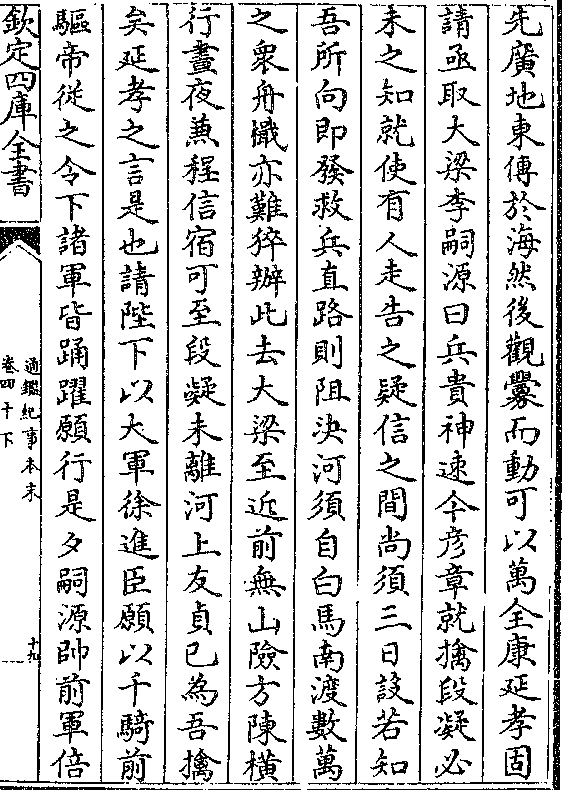 先廣地東傅於海然後觀釁而動可以萬全康延孝固
請亟取大梁李嗣源曰兵貴神速今彦章就擒段凝必
未之知就使有人走告之疑信之間尚須三日設若知
吾所向即發救兵直路則阻決河須自白馬南渡數萬
之衆舟檝亦難猝辦此去大梁至近前無山險方陳横
行晝夜兼程信宿可至段凝未離河上友貞已為吾擒
矣延孝之言是也請陛下以大軍徐進臣願以千騎前
驅帝從之令下諸軍皆踊躍願行是夕嗣源帥前軍倍
欽定四庫全書
通鑑紀事本末
卷四十下
十九